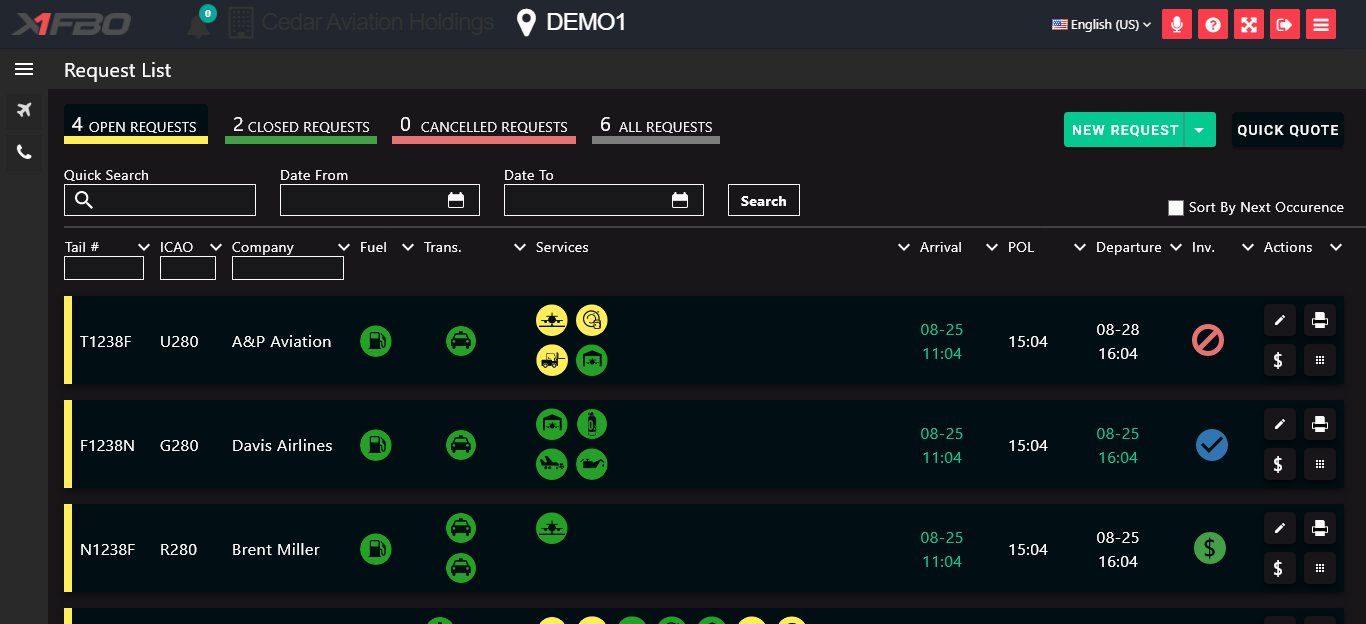 X1FBO
0
Cedar Aviation Holdings
DEMO1
English (US)
Request List
4 OPEN REQUESTS
2 CLOSED REQUESTS
0 CANCELLED REQUESTS
6 ALL REQUESTS
NEW REQUEST
QUICK QUOTE
Quick Search
Date From
Date To
Search
Sort By Next Occurence
Tail # ICAO Company Fuel Trans. Services Arrival POL Departure Inv. Actions
T1238F U280 A&P Aviation 08-25 11:04 15:04 08-28 16:04 $
F1238N G280 Davis Airlines 08-25 11:04 15:04 08-25 16:04 $
N1238F R280 Brent Miller 08-25 11:04 15:04 08-25 16:04 $ $